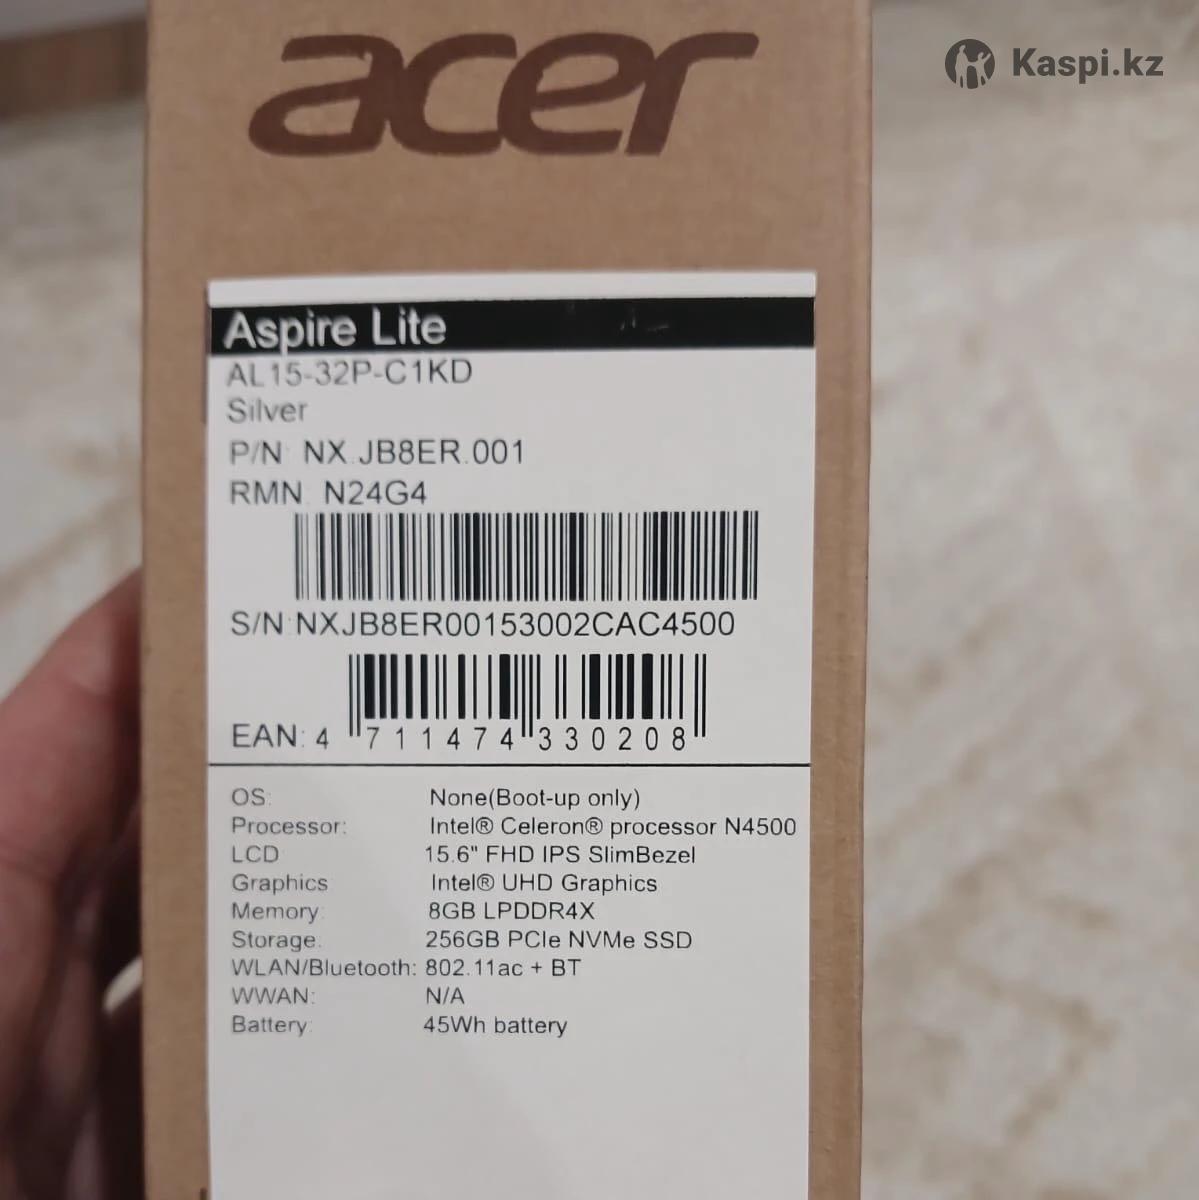 acer
Kaspi.kz
Aspire Lite
AL15-32P-C1KD
Silver
P/N: NX.JB8ER.001
RMN: N24G4
S/N:NXJB8ER00153002CAC4500
EAN: 4 711474 330208
OS: None(Boot-up only)
Processor: Intel® Celeron® processor N4500
LCD 15.6" FHD IPS SlimBezel
Graphics Intel® UHD Graphics
Memory: 8GB LPDDR4X
Storage: 256GB PCIe NVMe SSD
WLAN/Bluetooth: 802.11ac + BT
WWAN: N/A
Battery: 45Wh battery